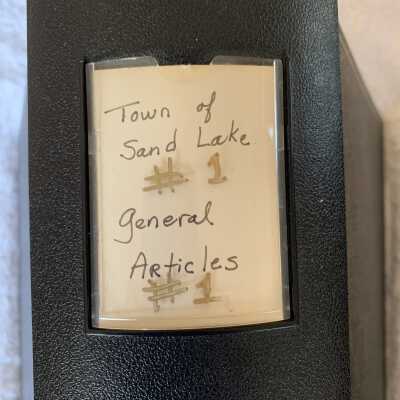 Town of
Sand Lake
# 1
General
Articles
# 1